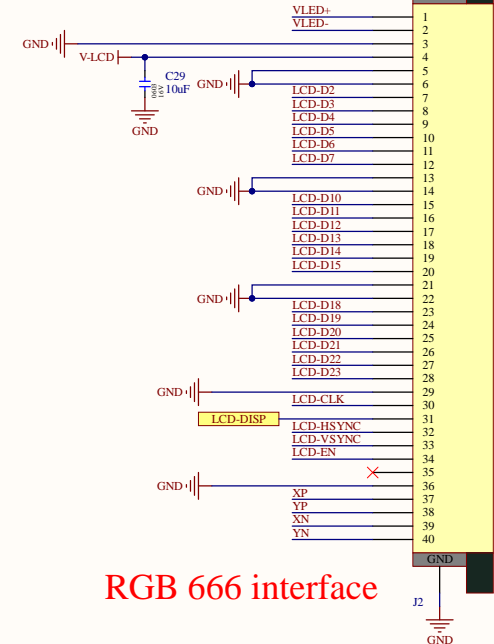 VLED+ 1
VLED- 2
GND 3
V-LCD 4
C29
10uF
0603
16V
GND
5
GND 6
LCD-D2 7
LCD-D3 8
LCD-D4 9
LCD-D5 10
LCD-D6 11
LCD-D7 12
13
GND 14
LCD-D10 15
LCD-D11 16
LCD-D12 17
LCD-D13 18
LCD-D14 19
LCD-D15 20
21
GND 22
LCD-D18 23
LCD-D19 24
LCD-D20 25
LCD-D21 26
LCD-D22 27
LCD-D23 28
GND 29
LCD-CLK 30
LCD-DISP 31
LCD-HSYNC 32
LCD-VSYNC 33
LCD-EN 34
35
GND 36
XP 37
YP 38
XN 39
YN 40
GND
RGB 666 interface
J2
GND